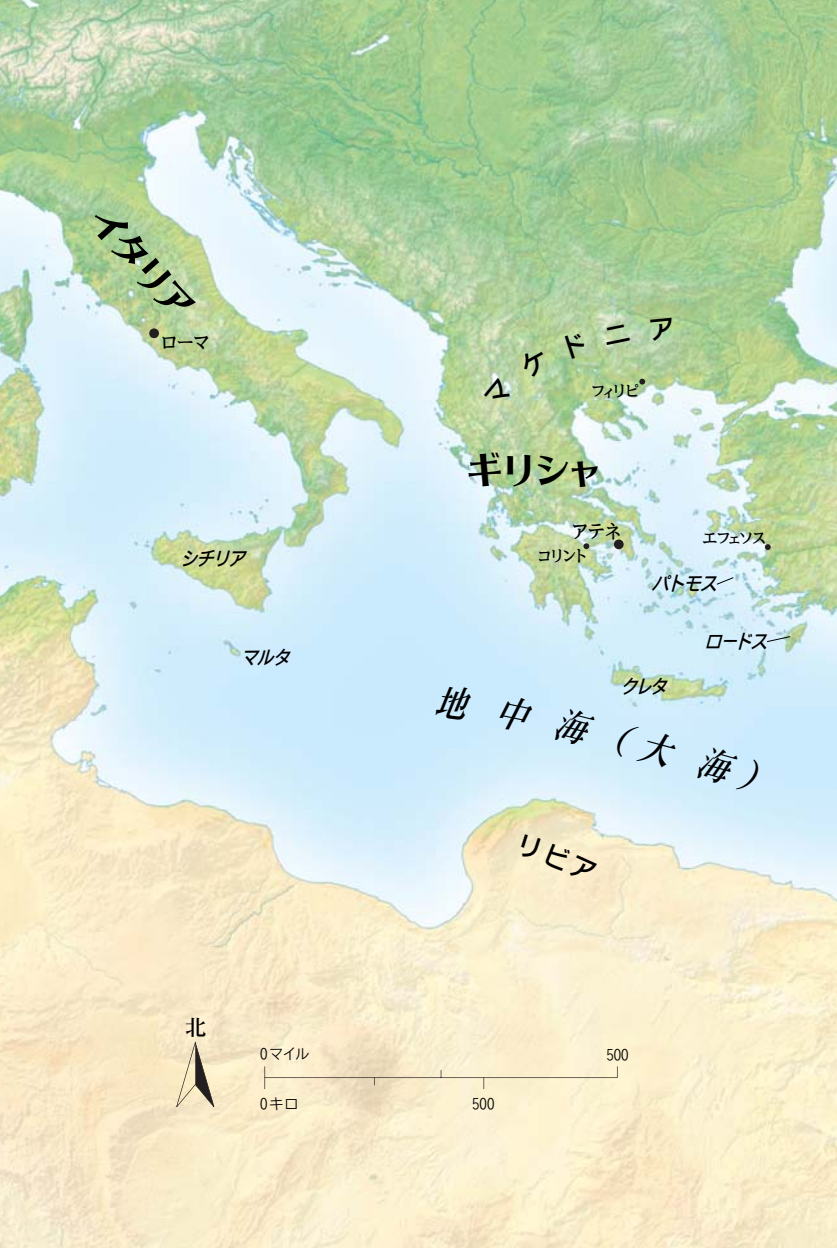 イタリア
ローマ
マケドニア
フィリピ
ギリシャ
アテネ
コリント
エフェソス
パトモス
ロードス
シチリア
マルタ
クレタ
地中海（大海）
リビア
北
0マイル 500
0キロ 500